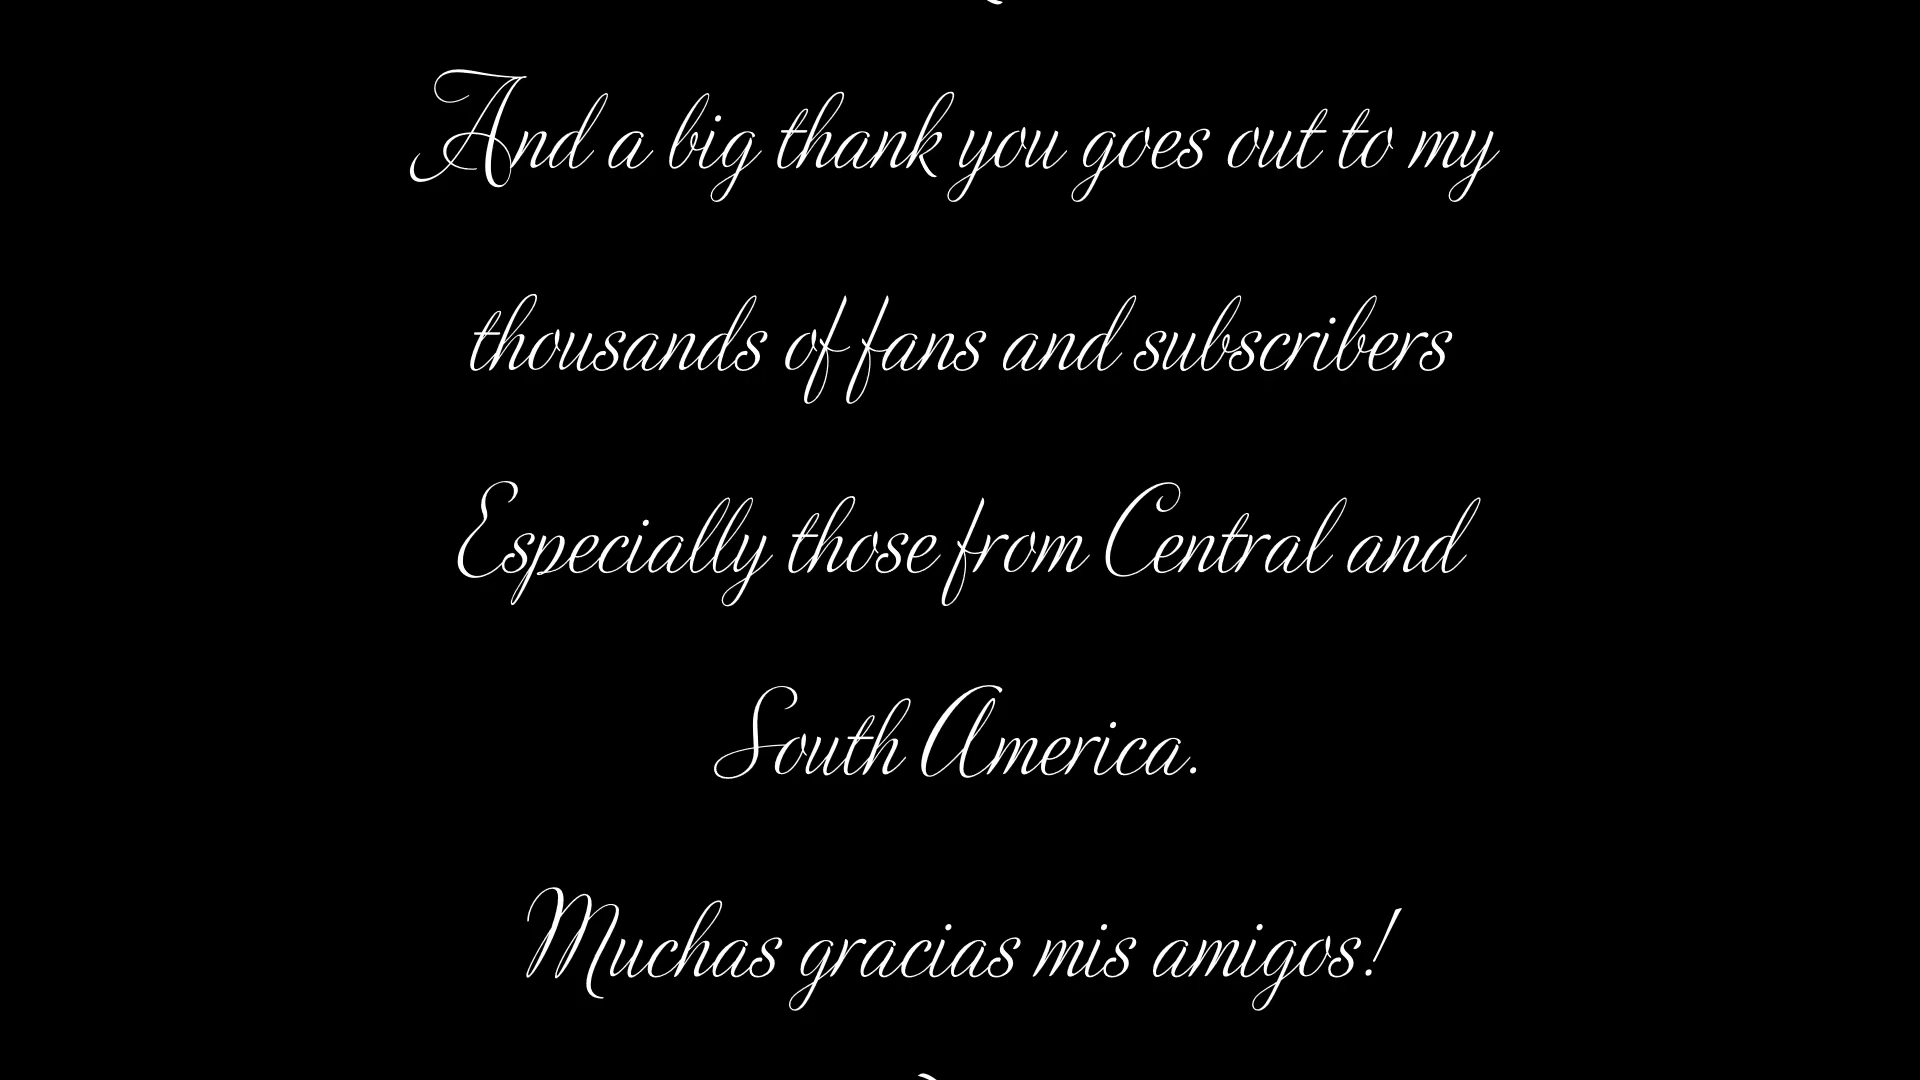 And a big thank you goes out to my
thousands of fans and subscribers
Especially those from Central and
South America.
Muchas gracias mis amigos!